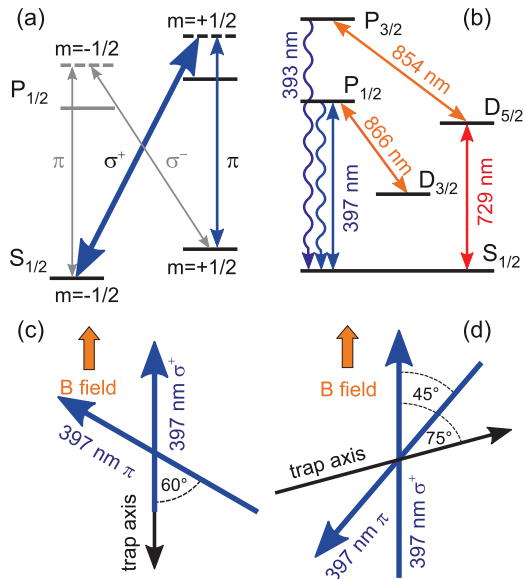 (a)
m=+1/2
m=-1/2
P1/2
π
σ+
σ−
π
S1/2
m=-1/2
m=+1/2
(b)
P3/2
393 nm
854 nm
P1/2
D5/2
866 nm
397 nm
D3/2
729 nm
S1/2
(c)
B field
397 nm σ+
397 nm π
60°
trap axis
(d)
B field
45°
75°
trap axis
397 nm π
397 nm σ+